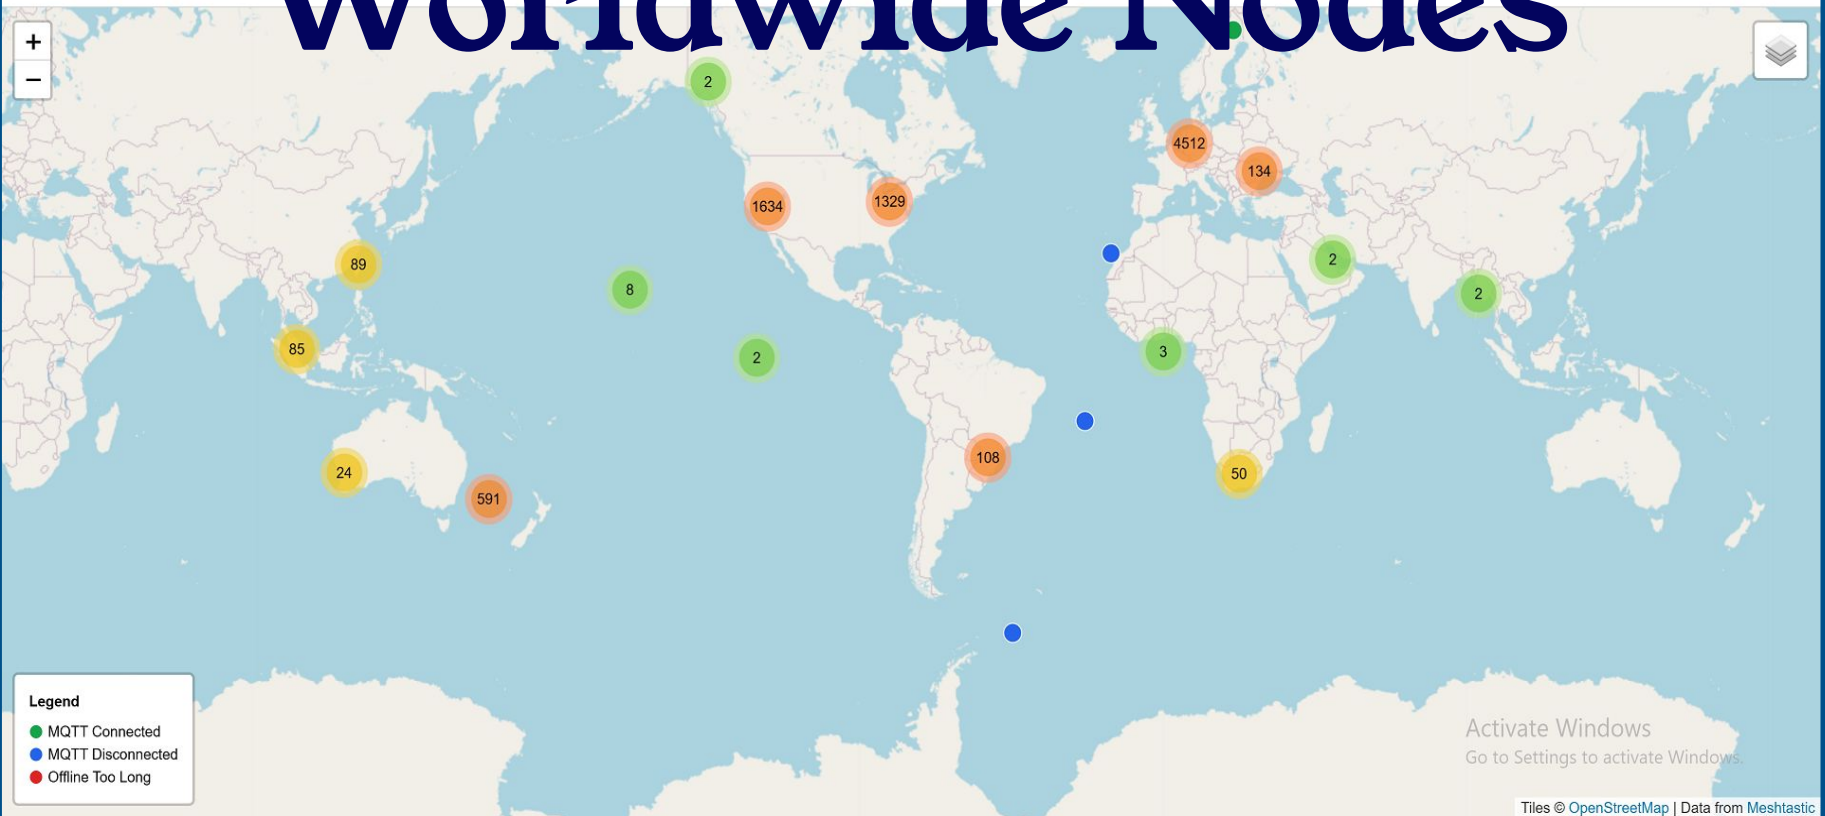 Worldwide Nodes
+
−
2
4512
134
1634
1329
89
8
2
2
85
2
3
108
24
591
50
Legend
MQTT Connected
MQTT Disconnected
Offline Too Long
Activate Windows
Go to Settings to activate Windows.
Tiles © OpenStreetMap | Data from Meshtastic